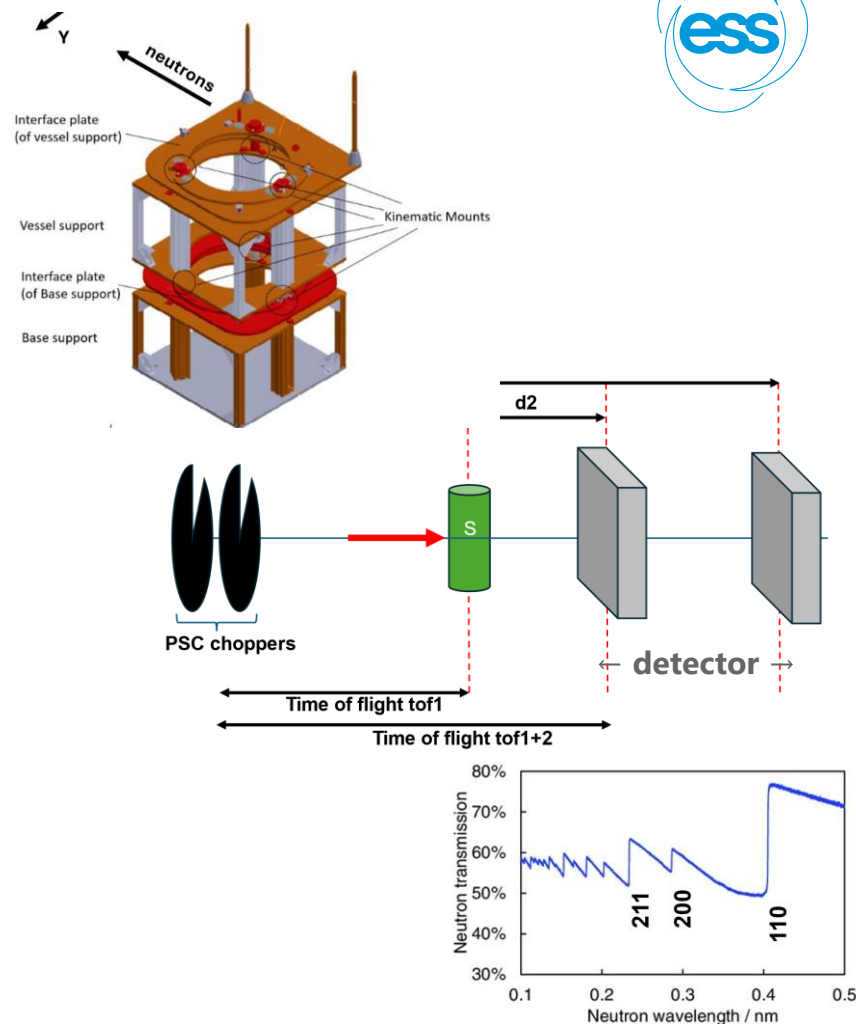 ess
Y
neutrons
Interface plate
(of vessel support)
Kinematic Mounts
Vessel support
Interface plate
(of Base support)
Base support
d2
S
PSC choppers
← detector →
Time of flight tof1
Time of flight tof1+2
80%
70%
60%
50%
40%
30%
Neutron transmission
211
200
110
0.1 0.2 0.3 0.4 0.5
Neutron wavelength / nm